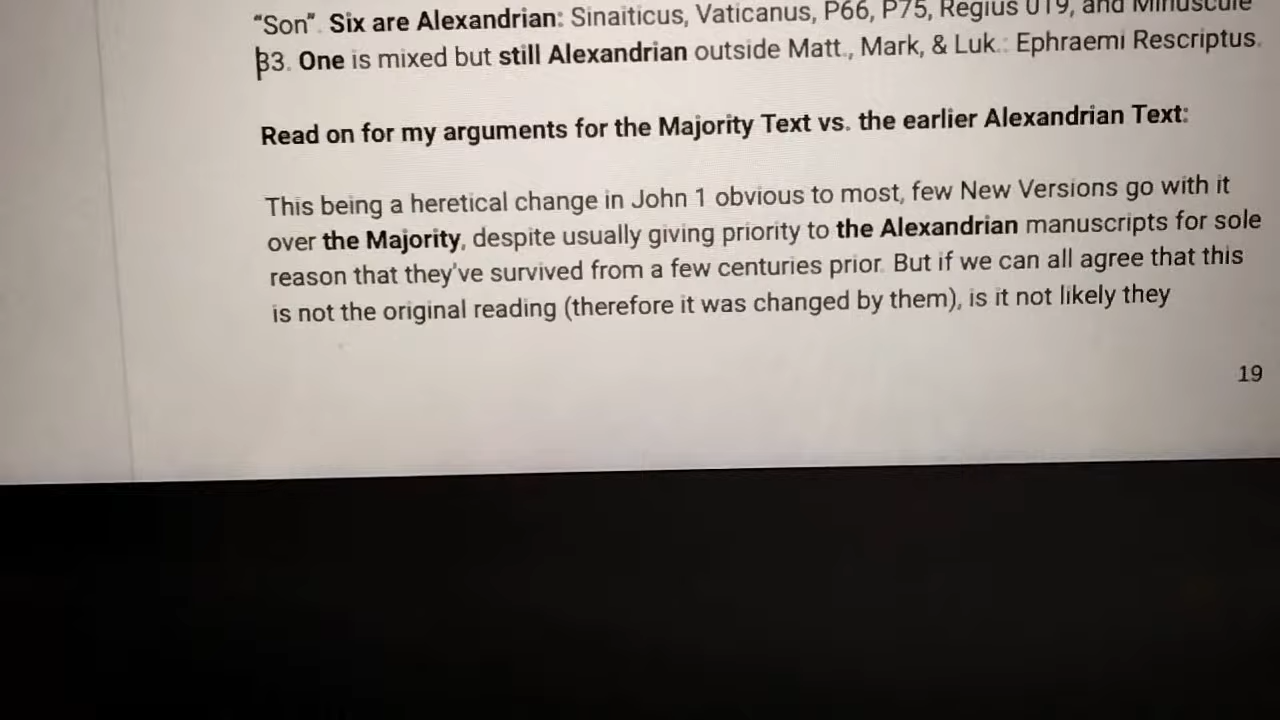 "Son". Six are Alexandrian: Sinaiticus, Vaticanus, P66, P75, Regius 019, and Minuscule
33. One is mixed but still Alexandrian outside Matt., Mark, & Luk.: Ephraemi Rescriptus.
Read on for my arguments for the Majority Text vs. the earlier Alexandrian Text:
This being a heretical change in John 1 obvious to most, few New Versions go with it
over the Majority, despite usually giving priority to the Alexandrian manuscripts for sole
reason that they've survived from a few centuries prior. But if we can all agree that this
is not the original reading (therefore it was changed by them), is it not likely they
19